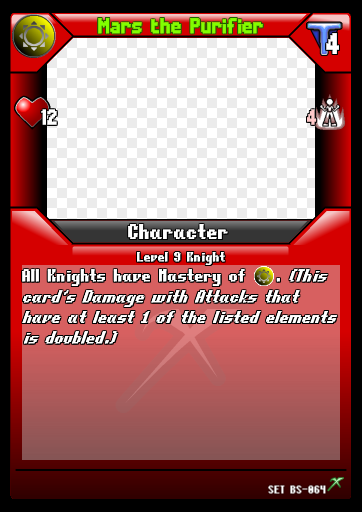 Mars the Purifier
T
4
12
4
Character
Level 9 Knight
All Knights have Mastery of . (This
card's Damage with Attacks that
have at least 1 of the listed elements
is doubled.)
SET BS-064